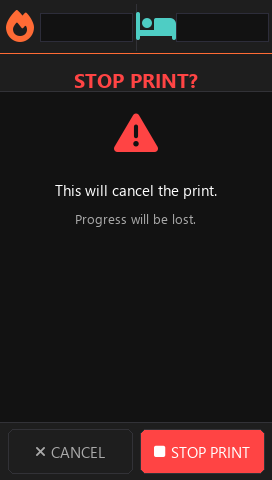 STOP PRINT?
This will cancel the print.
Progress will be lost.
CANCEL
STOP PRINT